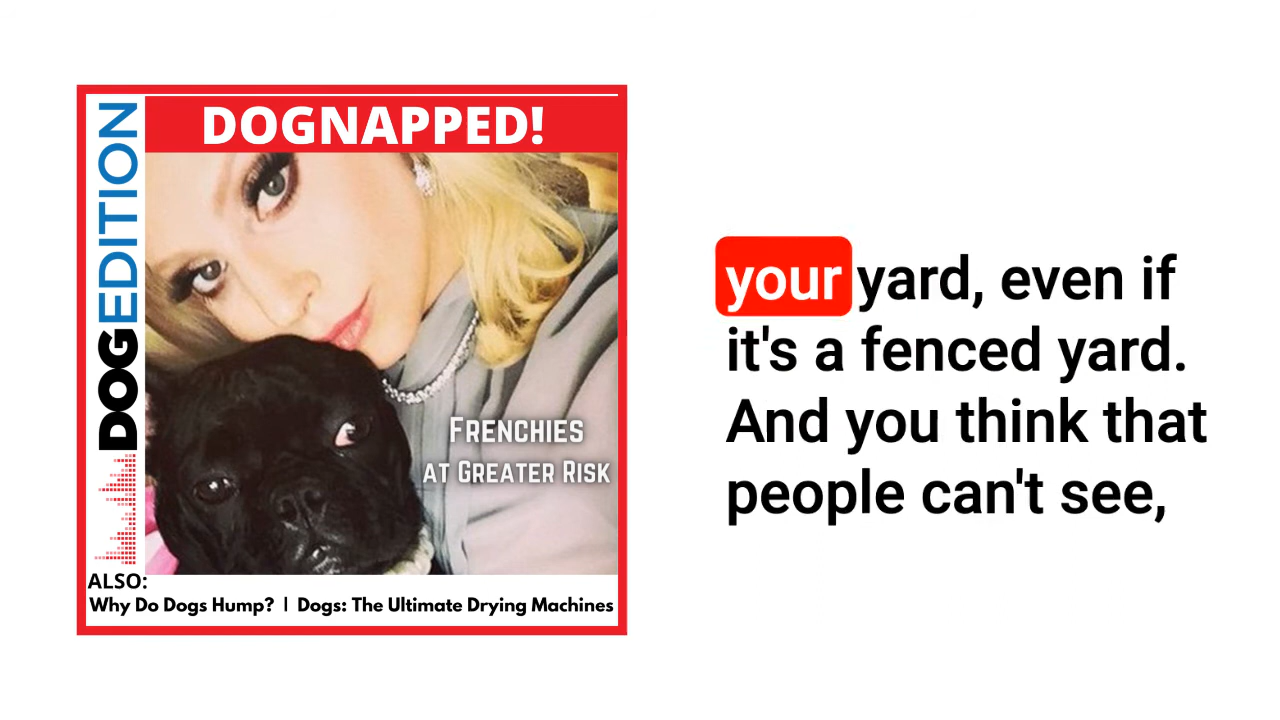 DOGNAPPED!
DOGEDITION
FRENCHIES
AT GREATER RISK
ALSO:
Why Do Dogs Hump? | Dogs: The Ultimate Drying Machines
your yard, even if
it's a fenced yard.
And you think that
people can't see,